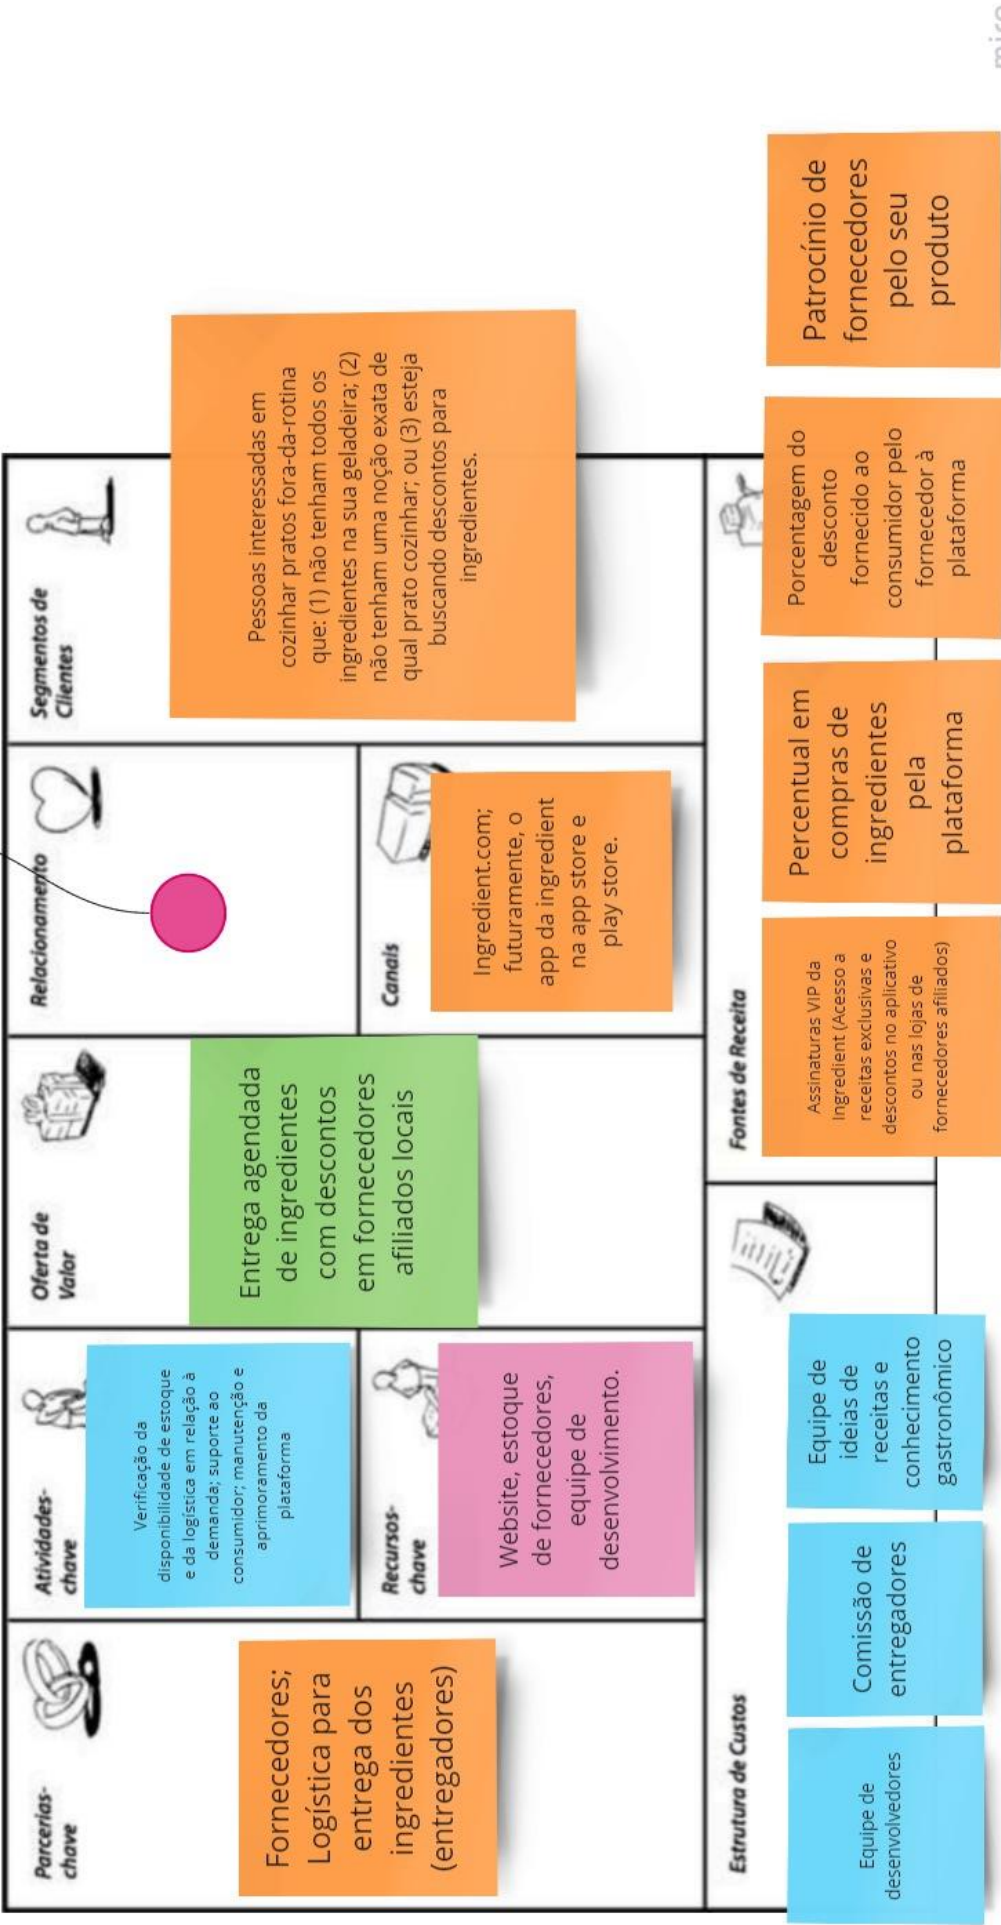 Parcerias-
chave
Fornecedores;
Logística para
entrega dos
ingredientes
(entregadores)
Atividades-
chave
Verificação da
disponibilidade de estoque
e da logística em relação à
demanda; suporte ao
consumidor; manutenção e
aprimoramento da
plataforma
Recursos-
chave
Website, estoque
de fornecedores,
equipe de
desenvolvimento.
Oferta de
Valor
Entrega agendada
de ingredientes
com descontos
em fornecedores
afiliados locais
Relacionamento
Canais
Ingredient.com;
futuramente, o
app da ingredient
na app store e
play store.
Segmentos de
Clientes
Pessoas interessadas em
cozinhar pratos fora-da-rotina
que: (1) não tenham todos os
ingredientes na sua geladeira; (2)
não tenham uma noção exata de
qual prato cozinhar; ou (3) esteja
buscando descontos para
ingredientes.
Estrutura de Custos
Equipe de
desenvolvedores
Comissão de
entregadores
Equipe de
ideias de
receitas e
conhecimento
gastronômico
Fontes de Receita
Assinaturas VIP da
Ingredient (Acesso a
receitas exclusivas e
descontos no aplicativo
ou nas lojas de
fornecedores afiliados)
Percentual em
compras de
ingredientes
pela
plataforma
Porcentagem do
desconto
fornecido ao
consumidor pelo
fornecedor à
plataforma
Patrocínio de
fornecedores
pelo seu
produto